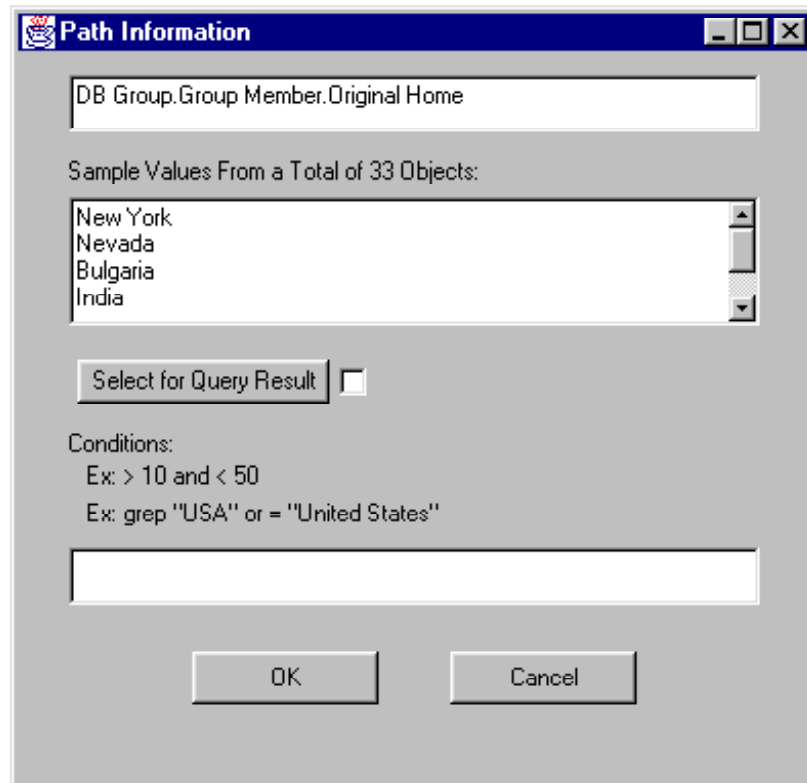 Path Information
DB Group.Group Member.Original Home
Sample Values From a Total of 33 Objects:
New York
Nevada
Bulgaria
India
Select for Query Result
Conditions:
Ex: > 10 and < 50
Ex: grep "USA" or = "United States"
OK
Cancel